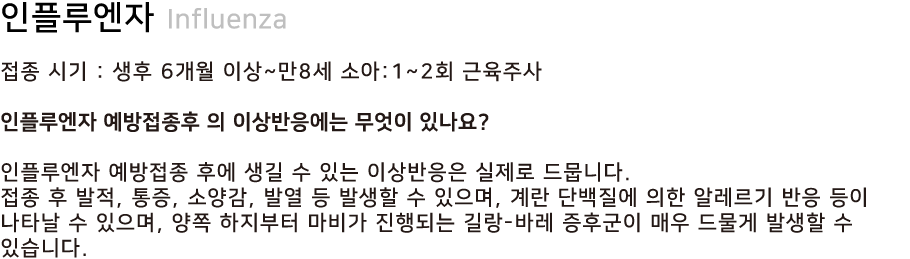 인플루엔자 Influenza
접종 시기 : 생후 6개월 이상~만8세 소아:1~2회 근육주사
인플루엔자 예방접종후 의 이상반응에는 무엇이 있나요?
인플루엔자 예방접종 후에 생길 수 있는 이상반응은 실제로 드뭅니다.
접종 후 발적, 통증, 소양감, 발열 등 발생할 수 있으며, 계란 단백질에 의한 알레르기 반응 등이
나타날 수 있으며, 양쪽 하지부터 마비가 진행되는 길랑-바레 증후군이 매우 드물게 발생할 수
있습니다.